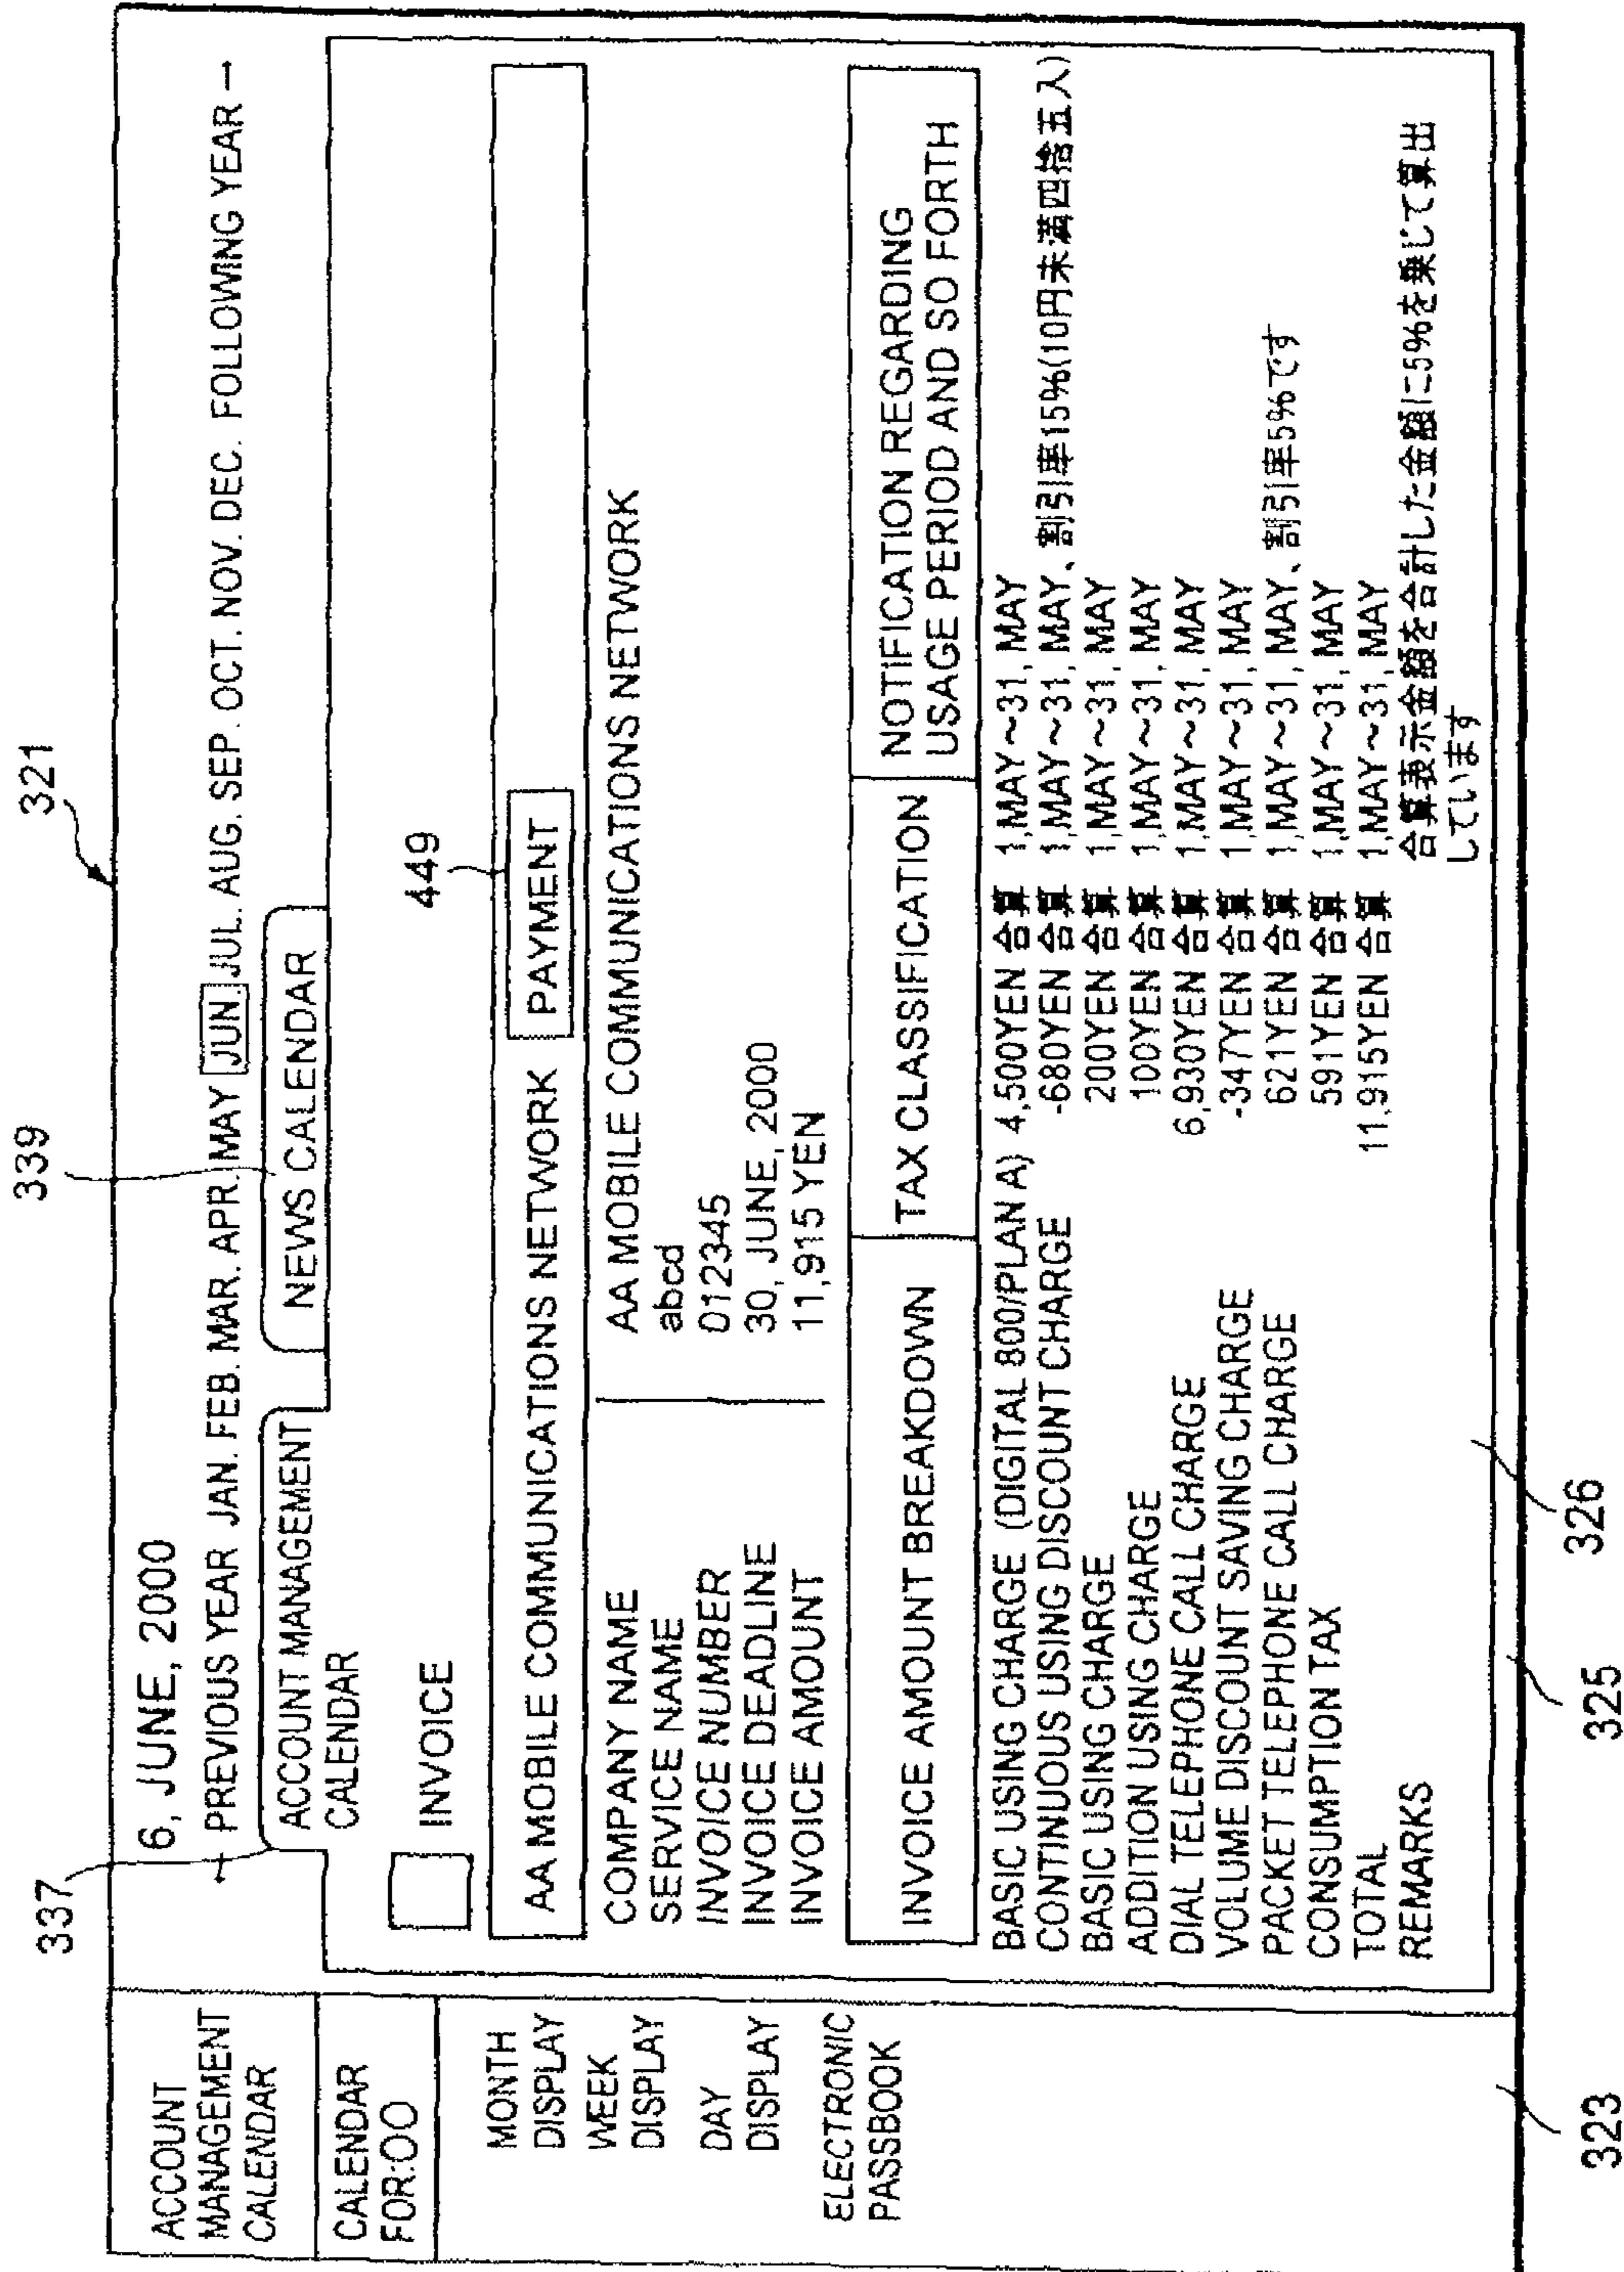 321
339
337
449
ACCOUNT
MANAGEMENT
CALENDAR
CALENDAR
FOR:OO
MONTH
DISPLAY
WEEK
DISPLAY
DAY
DISPLAY
ELECTRONIC
PASSBOOK
6, JUNE, 2000
← PREVIOUS YEAR JAN. FEB. MAR. APR. MAY JUN. JUL. AUG. SEP. OCT. NOV. DEC. FOLLOWING YEAR →
ACCOUNT MANAGEMENT
CALENDAR
NEWS CALENDAR
INVOICE
AA MOBILE COMMUNICATIONS NETWORK PAYMENT
COMPANY NAME AA MOBILE COMMUNICATIONS NETWORK
SERVICE NAME abcd
INVOICE NUMBER 012345
INVOICE DEADLINE 30, JUNE, 2000
INVOICE AMOUNT 11,915 YEN
INVOICE AMOUNT BREAKDOWN TAX CLASSIFICATION NOTIFICATION REGARDING
USAGE PERIOD AND SO FORTH
BASIC USING CHARGE (DIGITAL 800/PLAN A) 4,500YEN 合算 1,MAY~31, MAY
CONTINUOUS USING DISCOUNT CHARGE -680YEN 合算 1,MAY~31, MAY、割引率15%(10円未満四捨五入)
BASIC USING CHARGE 200YEN 合算 1,MAY~31, MAY
ADDITION USING CHARGE 100YEN 合算 1,MAY~31, MAY
DIAL TELEPHONE CALL CHARGE 6,930YEN 合算 1,MAY~31, MAY
VOLUME DISCOUNT SAVING CHARGE -347YEN 合算 1,MAY~31, MAY
PACKET TELEPHONE CALL CHARGE 621YEN 合算 1,MAY~31, MAY、割引率5%です
CONSUMPTION TAX 591YEN 合算 1,MAY~31, MAY
TOTAL 11,915YEN 合算 1,MAY~31, MAY
REMARKS 合算表示金額を合計した金額に5%を乗じて算出
しています
323
325
326